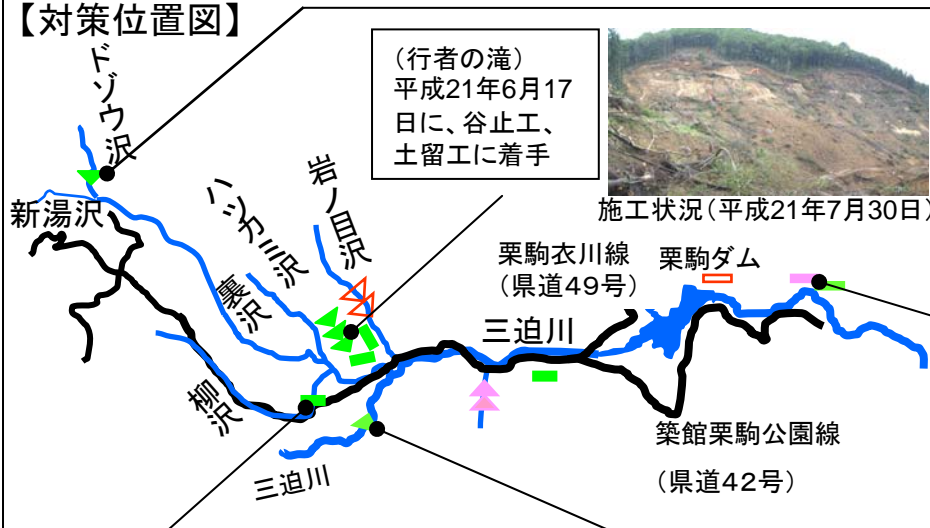 【対策位置図】
ドゾウ沢
(行者の滝)
平成21年6月17
日に、谷止工、
土留工に着手
施工状況(平成21年7月30日)
新湯沢
ハッカ三沢
岩ノ目沢
裏沢
栗駒衣川線
(県道49号)
栗駒ダム
三迫川
柳沢
三迫川
築館栗駒公園線
(県道42号)